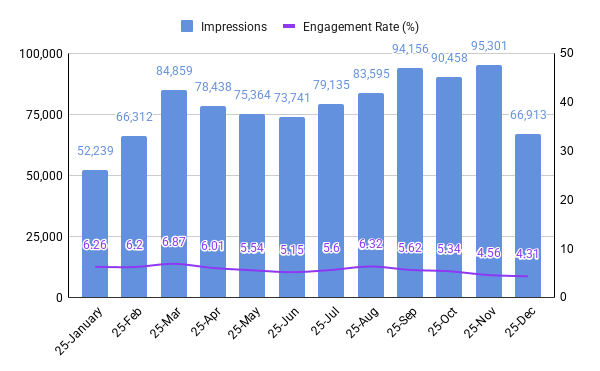 Impressions Engagement Rate (%)
100,000
75,000
50,000
25,000
0
50
40
30
20
10
0
52,239
66,312
84,859
78,438
75,364
73,741
79,135
83,595
94,156
90,458
95,301
66,913
6.26
6.2
6.87
6.01
5.54
5.15
5.6
6.32
5.62
5.34
4.56
4.31
25-January
25-Feb
25-Mar
25-Apr
25-May
25-Jun
25-Jul
25-Aug
25-Sep
25-Oct
25-Nov
25-Dec